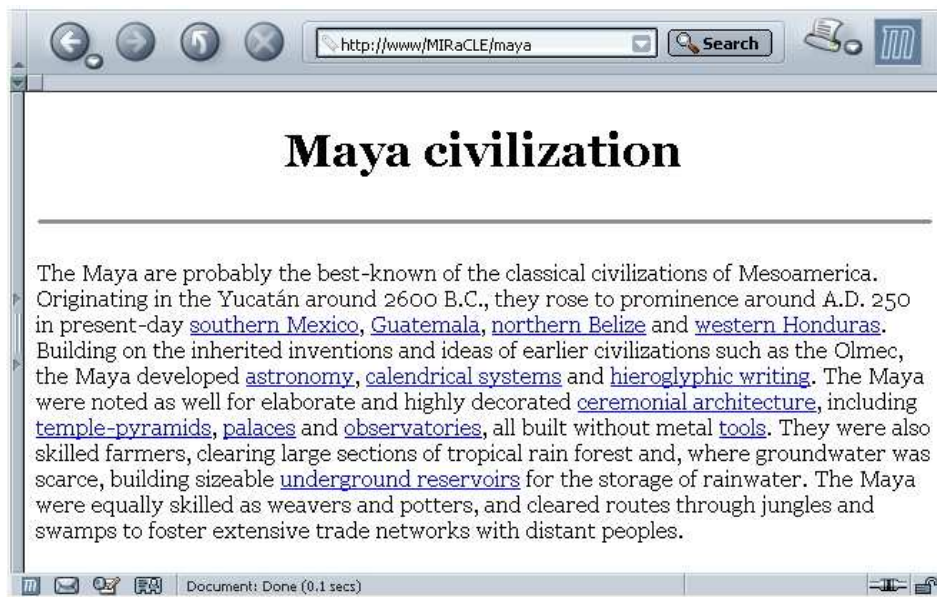 http://www/MIRaCLE/maya
Search
Maya civilization
The Maya are probably the best-known of the classical civilizations of Mesoamerica.
Originating in the Yucatán around 2600 B.C., they rose to prominence around A.D. 250
in present-day southern Mexico, Guatemala, northern Belize and western Honduras.
Building on the inherited inventions and ideas of earlier civilizations such as the Olmec,
the Maya developed astronomy, calendrical systems and hieroglyphic writing. The Maya
were noted as well for elaborate and highly decorated ceremonial architecture, including
temple-pyramids, palaces and observatories, all built without metal tools. They were also
skilled farmers, clearing large sections of tropical rain forest and, where groundwater was
scarce, building sizeable underground reservoirs for the storage of rainwater. The Maya
were equally skilled as weavers and potters, and cleared routes through jungles and
swamps to foster extensive trade networks with distant peoples.
Document: Done (0.1 secs)